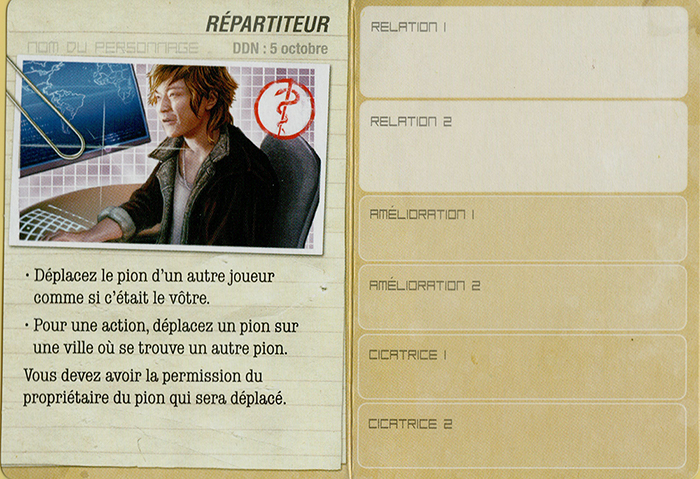 RÉPARTITEUR
NOM DU PERSONNAGE
DDN : 5 octobre
· Déplacez le pion d'un autre joueur
comme si c'était le vôtre.
· Pour une action, déplacez un pion sur
une ville où se trouve un autre pion.
Vous devez avoir la permission du
propriétaire du pion qui sera déplacé.
RELATION 1
RELATION 2
AMÉLIORATION 1
AMÉLIORATION 2
CICATRICE 1
CICATRICE 2